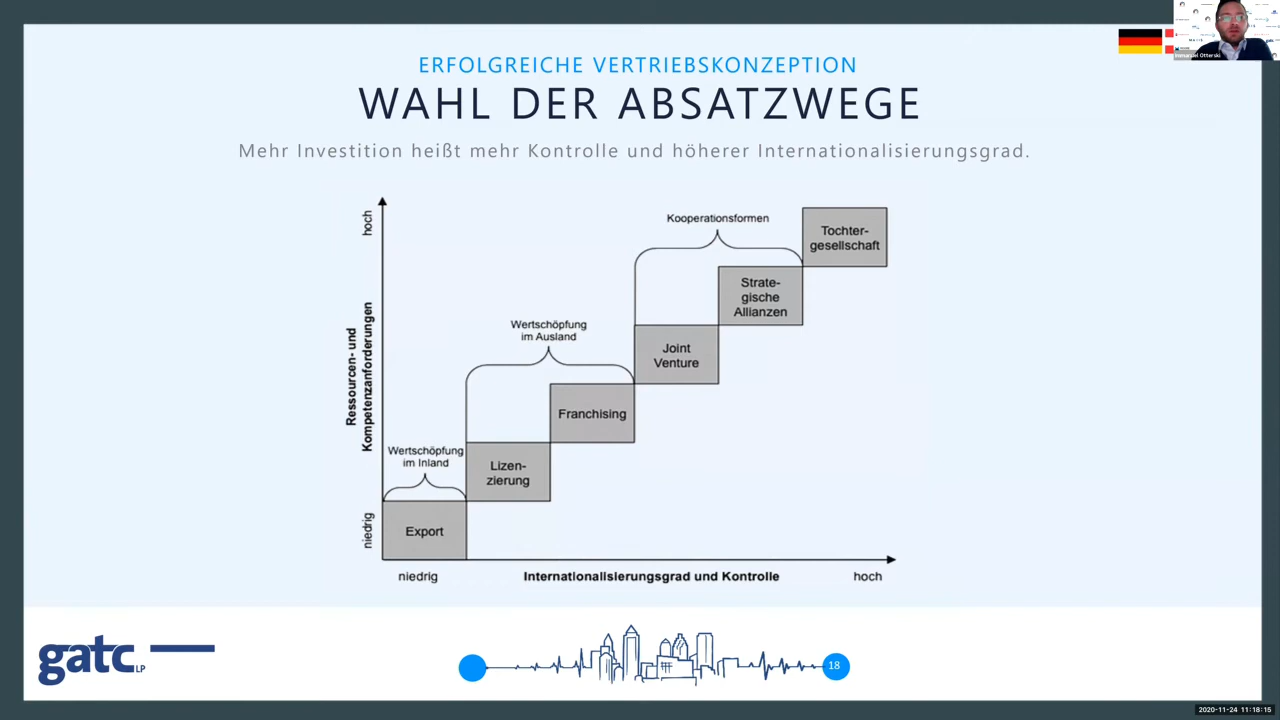 ERFOLGREICHE VERTRIEBSKONZEPTION
WAHL DER ABSATZWEGE
Mehr Investition heißt mehr Kontrolle und höherer Internationalisierungsgrad.
hoch
Ressourcen- und
Kompetenzanforderungen
niedrig
Kooperationsformen
Tochter-
gesellschaft
Strate-
gische
Allianzen
Wertschöpfung
im Ausland
Joint
Venture
Franchising
Wertschöpfung
im Inland
Lizen-
zierung
Export
niedrig
Internationalisierungsgrad und Kontrolle
hoch
gatc LP
18
2020-11-24 11:18:15